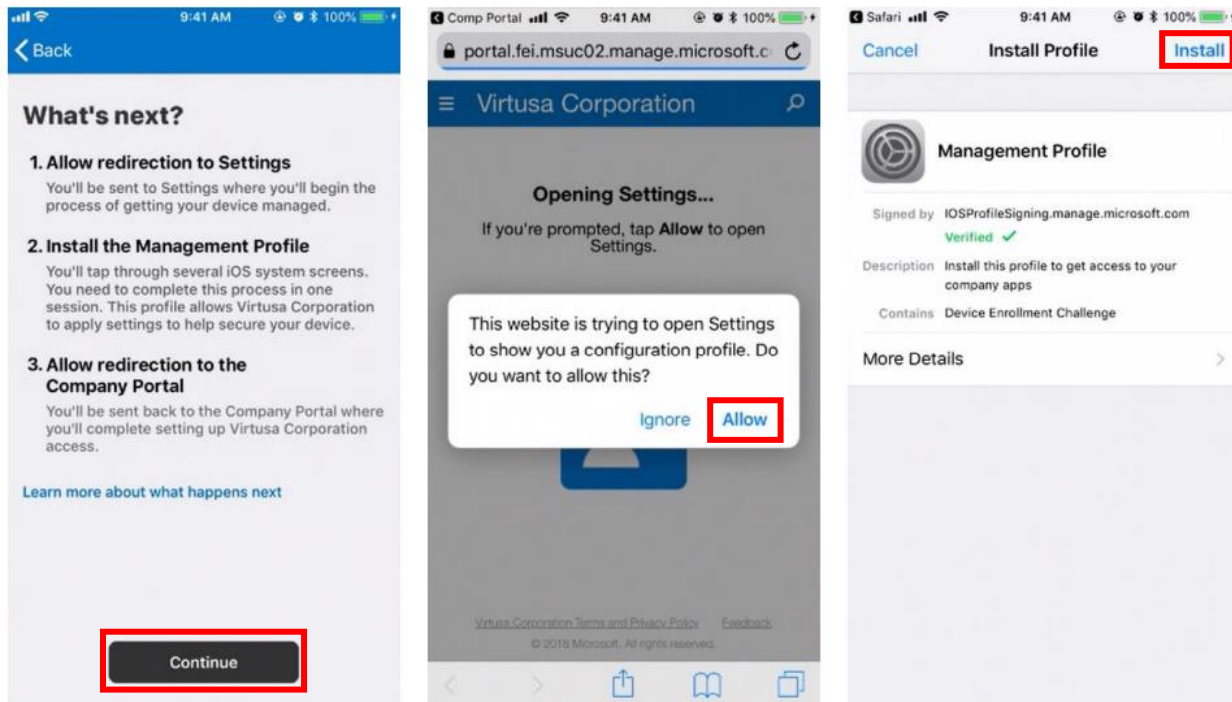 9:41 AM
100%
Back
What's next?
1. Allow redirection to Settings
You'll be sent to Settings where you'll begin the
process of getting your device managed.
2. Install the Management Profile
You'll tap through several iOS system screens.
You need to complete this process in one
session. This profile allows Virtusa Corporation
to apply settings to help secure your device.
3. Allow redirection to the
Company Portal
You'll be sent back to the Company Portal where
you'll complete setting up Virtusa Corporation
access.
Learn more about what happens next
Continue
Comp Portal
9:41 AM
100%
portal.fei.msuc02.manage.microsoft.c
Virtusa Corporation
Opening Settings...
If you're prompted, tap Allow to open
Settings.
This website is trying to open Settings
to show you a configuration profile. Do
you want to allow this?
Ignore
Allow
Virtusa Corporation Terms and Privacy Policy
Feedback
© 2018 Microsoft. All rights reserved.
Safari
9:41 AM
100%
Cancel
Install Profile
Install
Management Profile
Signed by IOSProfileSigning.manage.microsoft.com
Verified ✓
Description Install this profile to get access to your
company apps
Contains Device Enrollment Challenge
More Details